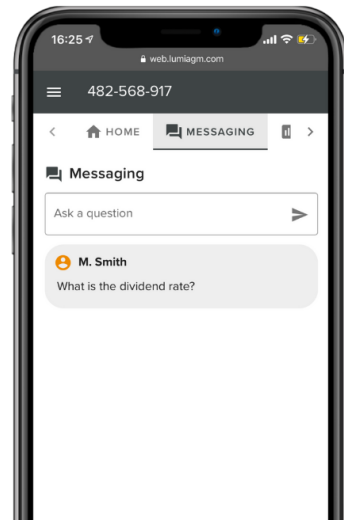 16:25
web.lumiagm.com
482-568-917
HOME MESSAGING
Messaging
Ask a question
M. Smith
What is the dividend rate?